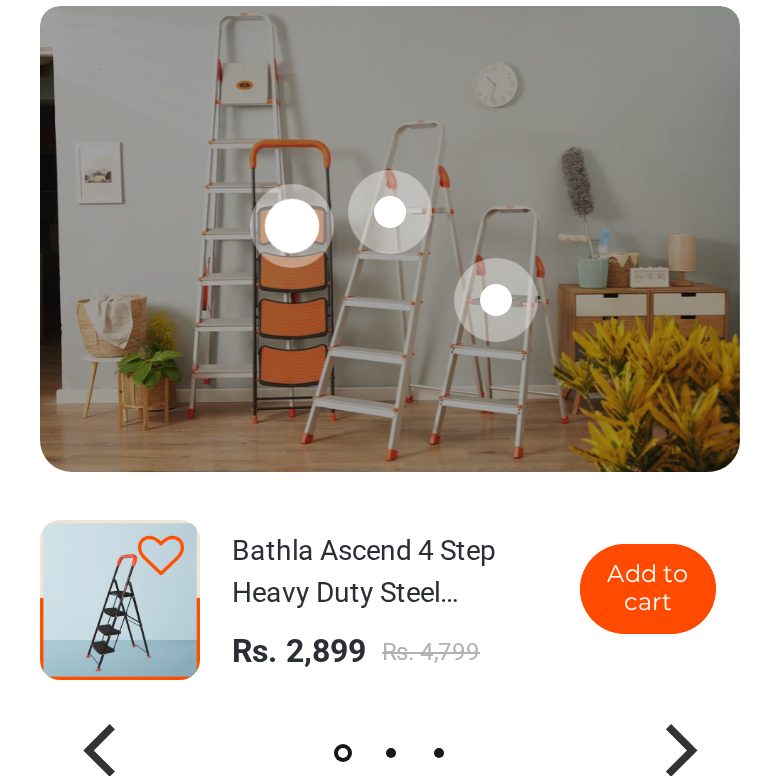 Bathla Ascend 4 Step
Heavy Duty Steel...
Rs. 2,899 Rs. 4,799
Add to
cart